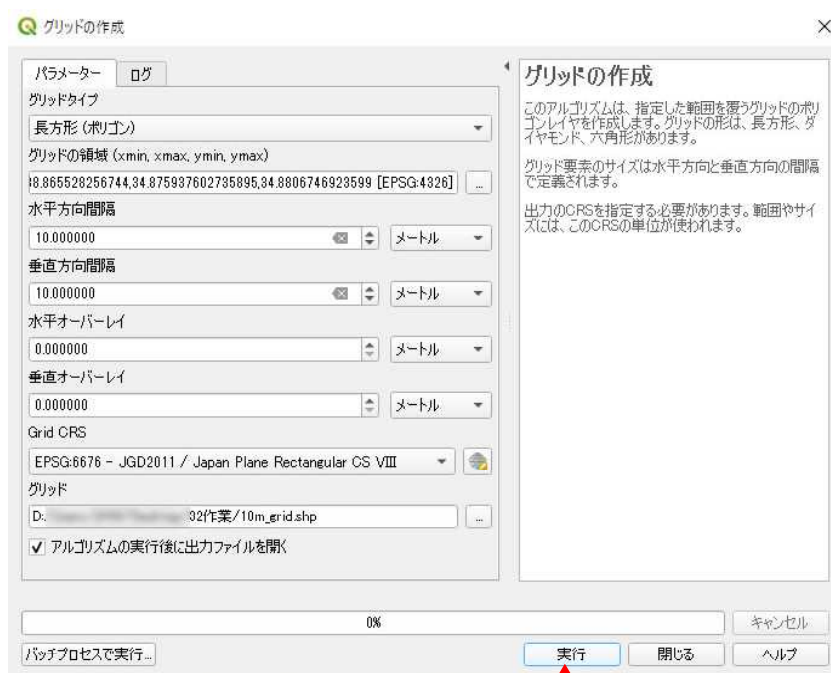 グリッドの作成
パラメーター
ログ
グリッドタイプ
長方形 (ポリゴン)
グリッドの領域 (xmin, xmax, ymin, ymax)
8.865528256744,34.875937602735895,34.8806746923599 [EPSG:4326]
...
水平方向間隔
10.000000
メートル
垂直方向間隔
10.000000
メートル
水平オーバーレイ
0.000000
メートル
垂直オーバーレイ
0.000000
メートル
Grid CRS
EPSG:6676 - JGD2011 / Japan Plane Rectangular CS VIII
グリッド
D: 02作業/10m_grid.shp
...
アルゴリズムの実行後に出力ファイルを開く
グリッドの作成
このアルゴリズムは、指定した範囲を覆うグリッドのポリ
ゴンレイヤを作成します。グリッドの形は、長方形、ダ
イヤモンド、六角形があります。
グリッド要素のサイズは水平方向と垂直方向の間隔
で定義されます。
出力のCRSを指定する必要があります。範囲やサイ
ズには、このCRSの単位が使われます。
0%
キャンセル
バッチプロセスで実行...
実行
閉じる
ヘルプ